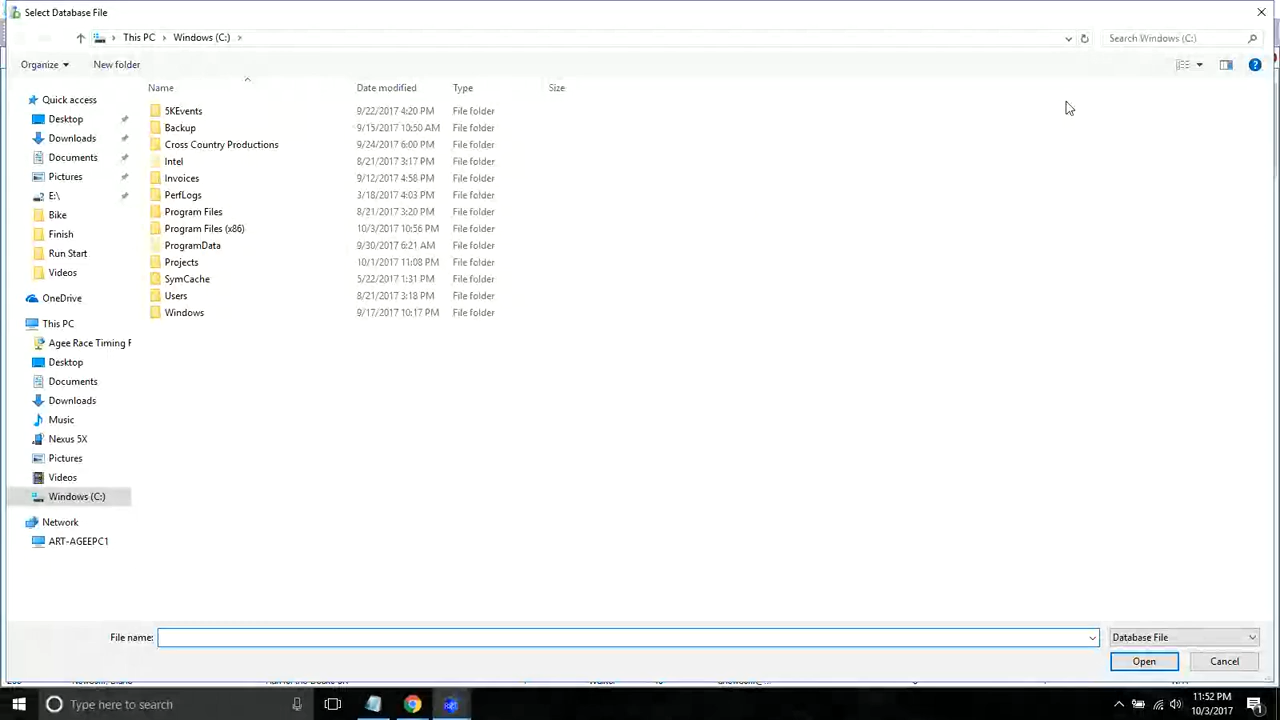 Select Database File
This PC > Windows (C:) >
Search Windows (C:)
Organize
New folder
Name Date modified Type Size
Quick access
Desktop
Downloads
Documents
Pictures
E:\
Bike
Finish
Run Start
Videos
OneDrive
This PC
Agee Race Timing F
Desktop
Documents
Downloads
Music
Nexus 5X
Pictures
Videos
Windows (C:)
Network
ART-AGEEPC1
5KEvents 9/22/2017 4:20 PM File folder
Backup 9/15/2017 10:50 AM File folder
Cross Country Productions 9/24/2017 6:00 PM File folder
Intel 8/21/2017 3:17 PM File folder
Invoices 9/12/2017 4:58 PM File folder
PerfLogs 3/18/2017 4:03 PM File folder
Program Files 8/21/2017 3:20 PM File folder
Program Files (x86) 10/3/2017 10:56 PM File folder
ProgramData 9/30/2017 6:21 AM File folder
Projects 10/1/2017 11:08 PM File folder
SymCache 5/22/2017 1:31 PM File folder
Users 8/21/2017 3:18 PM File folder
Windows 9/17/2017 10:17 PM File folder
File name:
Database File
Open
Cancel
Type here to search
11:52 PM
10/3/2017